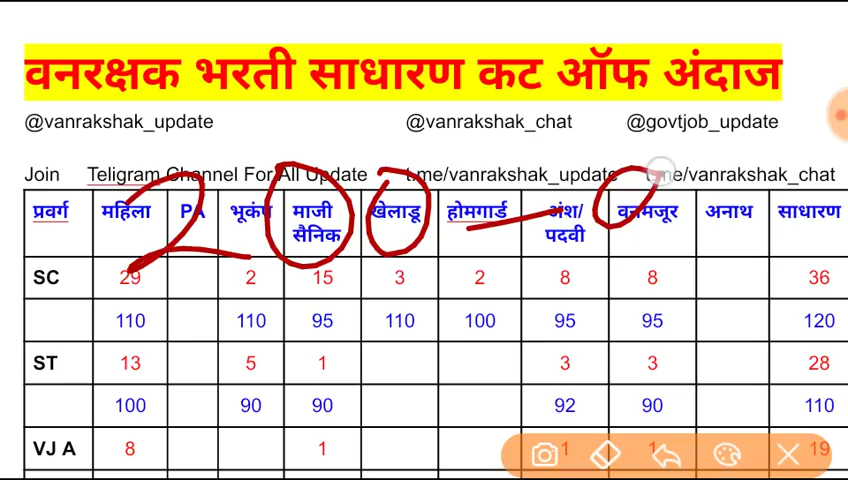 वनरक्षक भरती साधारण कट ऑफ अंदाज
@vanrakshak_update @vanrakshak_chat @govtjob_update
Join Teligram Channel For All Update t.me/vanrakshak_update t.me/vanrakshak_chat
प्रवर्ग महिला PA भूकंप माजी सैनिक खेलाडू होमगार्ड अंश/ पदवी वनमजूर अनाथ साधारण
SC 29 2 15 3 2 8 8 36
110 110 95 110 100 95 95 120
ST 13 5 1 3 3 28
100 90 90 92 90 110
VJ A 8 1 1 1 19